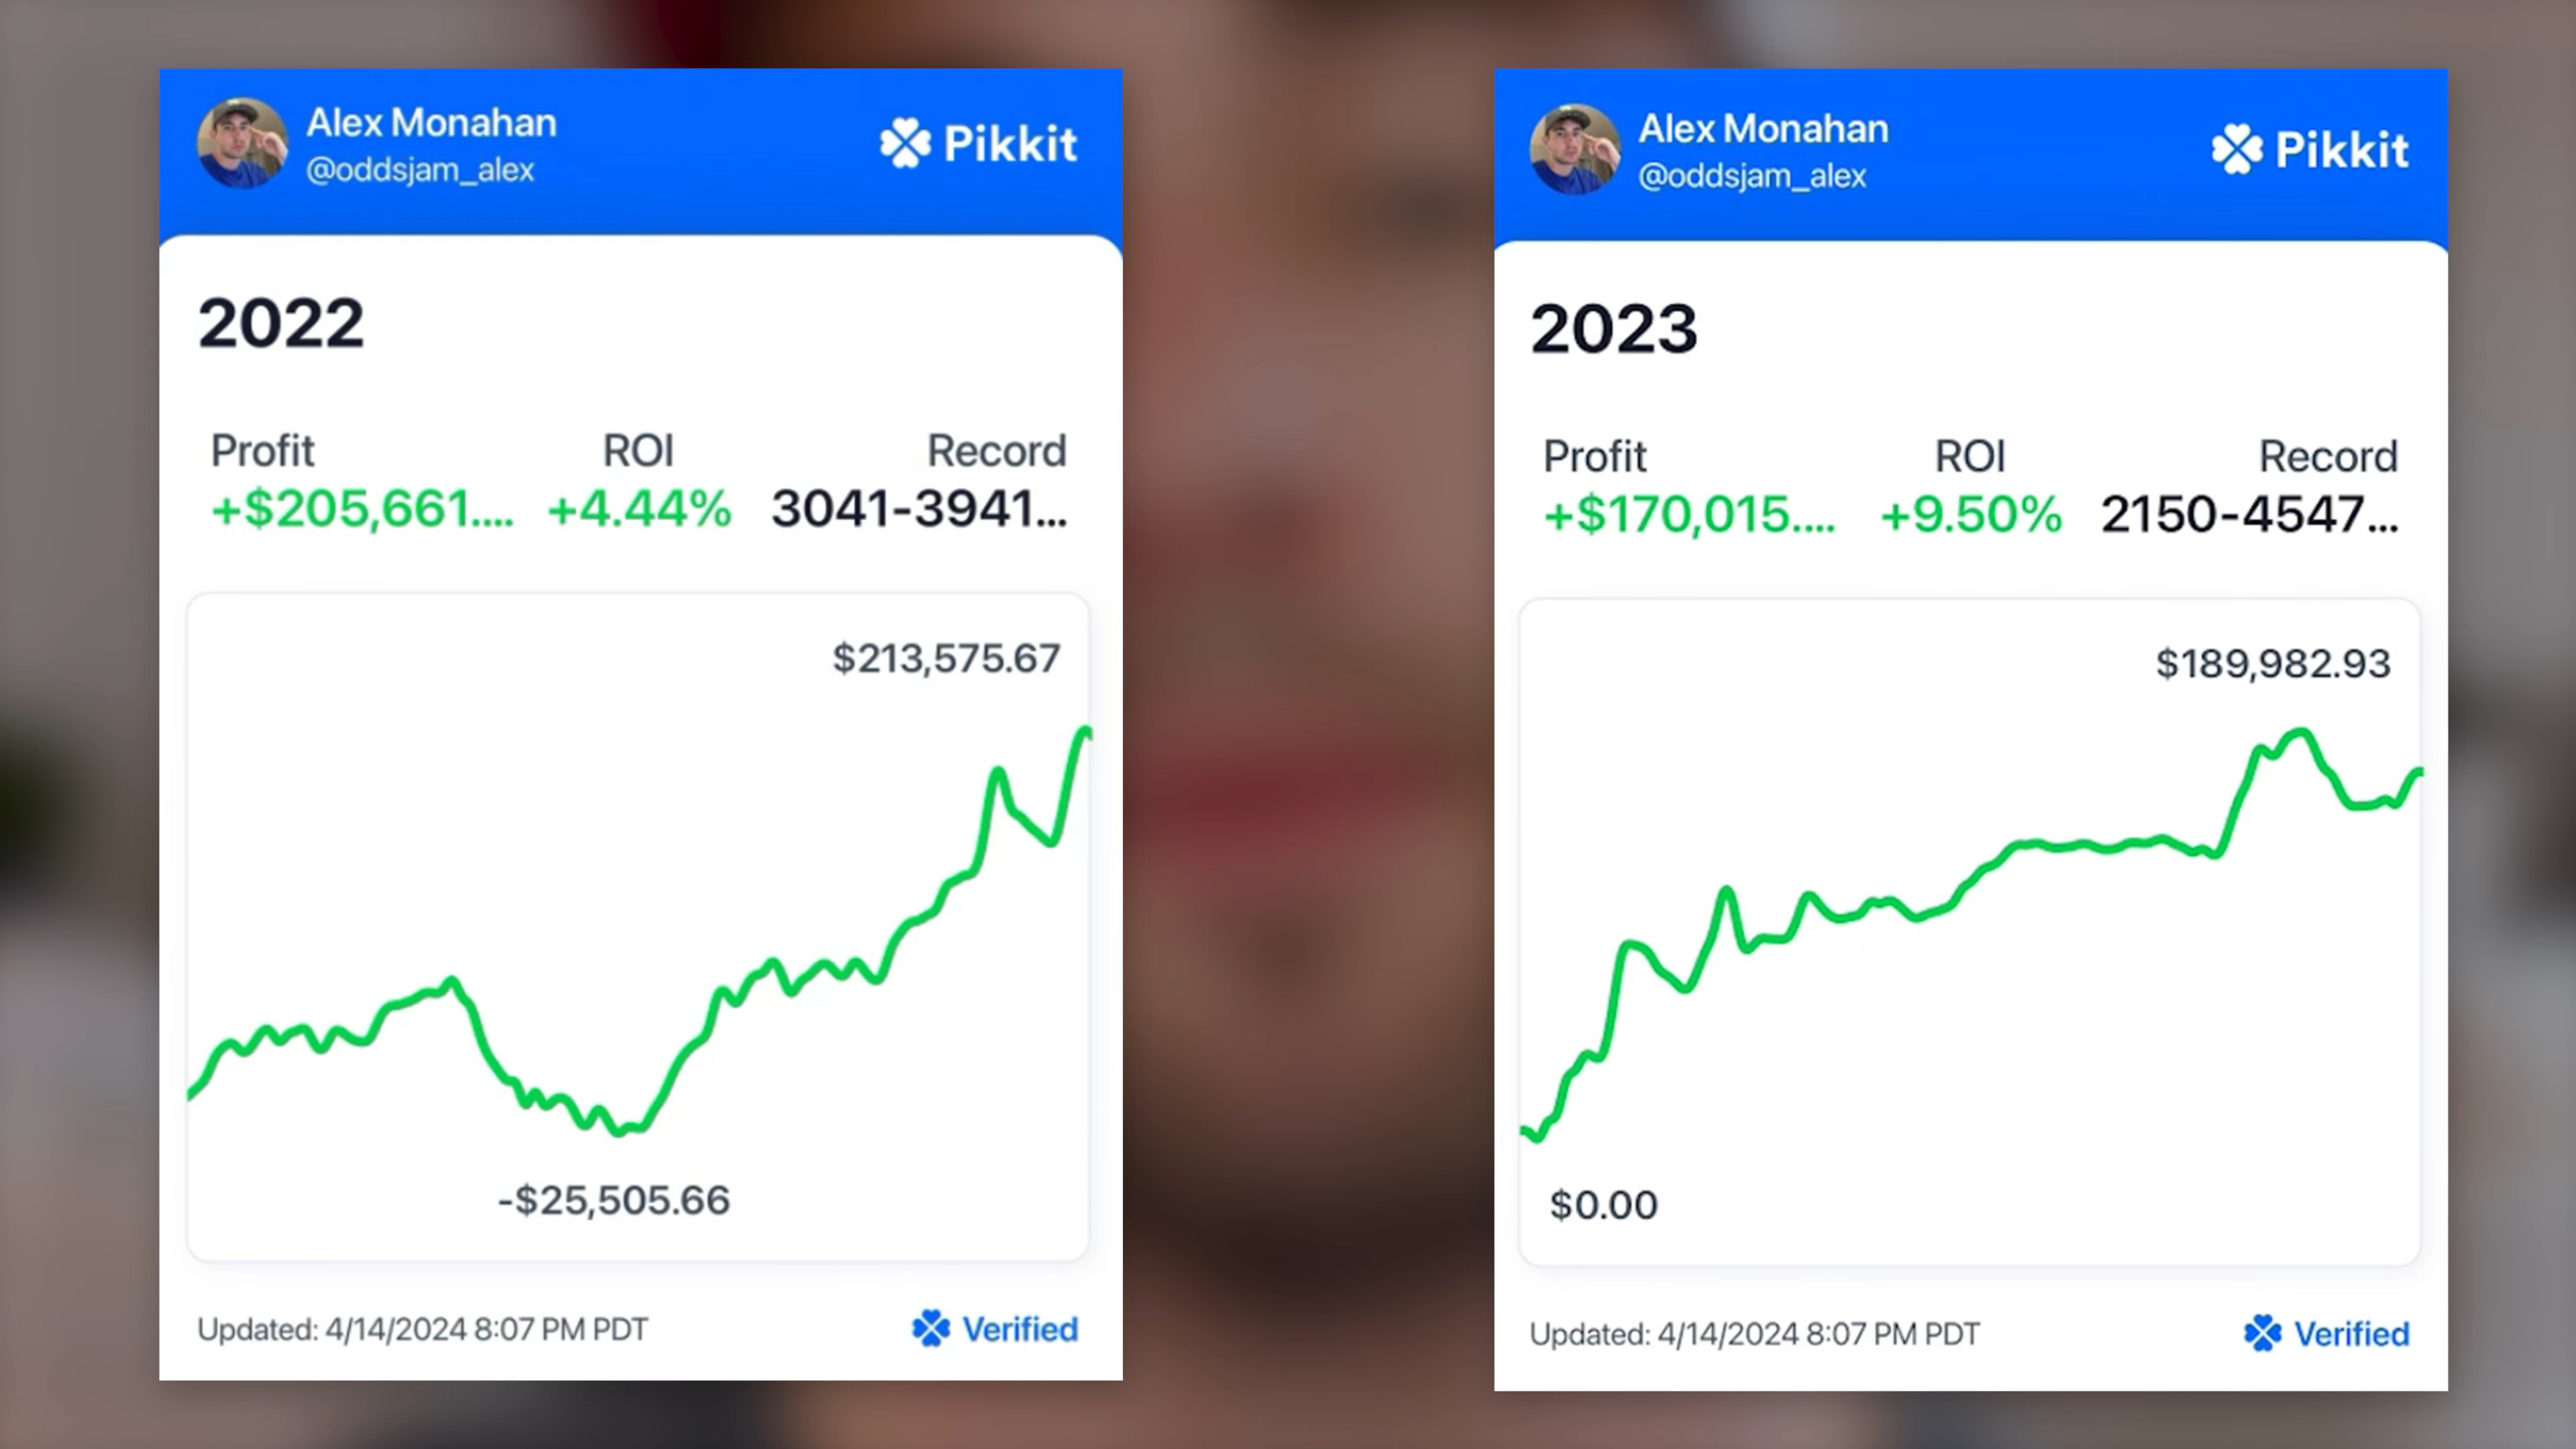 Alex Monahan
@oddsjam_alex
Pikkit
2022
Profit ROI Record
+$205,661.... +4.44% 3041-3941...
$213,575.67
-$25,505.66
Updated: 4/14/2024 8:07 PM PDT
Verified
Alex Monahan
@oddsjam_alex
Pikkit
2023
Profit ROI Record
+$170,015.... +9.50% 2150-4547...
$189,982.93
$0.00
Updated: 4/14/2024 8:07 PM PDT
Verified